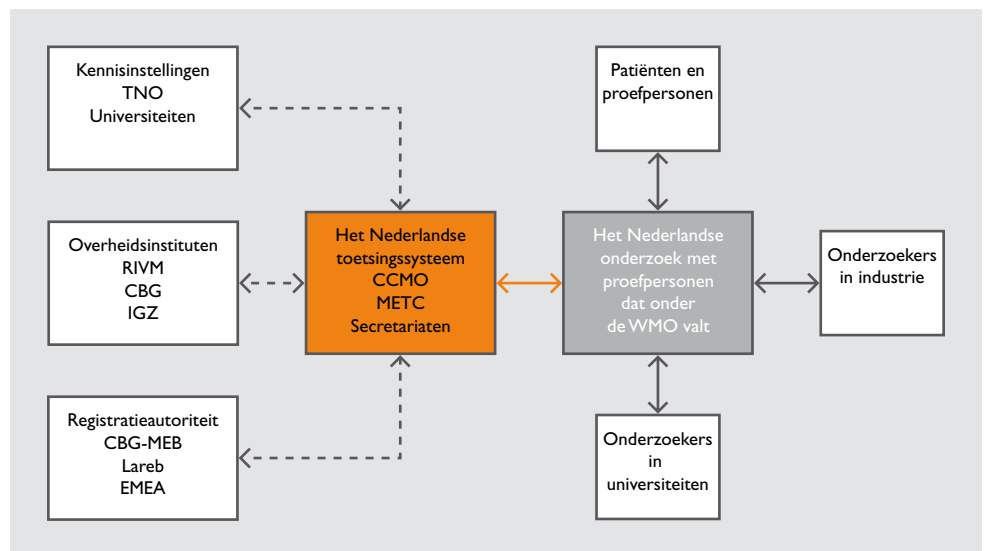 Kennisinstellingen
TNO
Universiteiten
Patiënten en
proefpersonen
Overheidsinstituten
RIVM
CBG
IGZ
Het Nederlandse
toetsingssysteem
CCMO
METC
Secretariaten
Het Nederlandse
onderzoek met
proefpersonen
dat onder
de WMO valt
Onderzoekers
in industrie
Registratieautoriteit
CBG-MEB
Lareb
EMEA
Onderzoekers
in
universiteiten